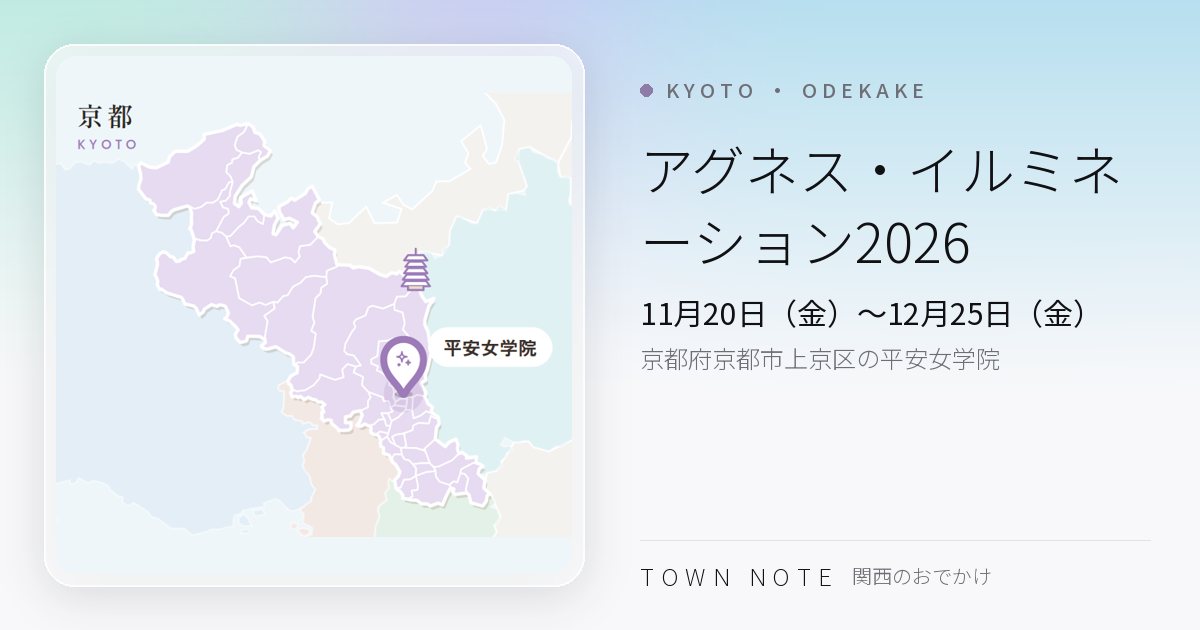 京都
KYOTO
平安女学院
KYOTO • ODEKAKE
アグネス・イルミネ
ーション2026
11月20日（金）〜12月25日（金）
京都府京都市上京区の平安女学院
TOWN NOTE 関西のおでかけ